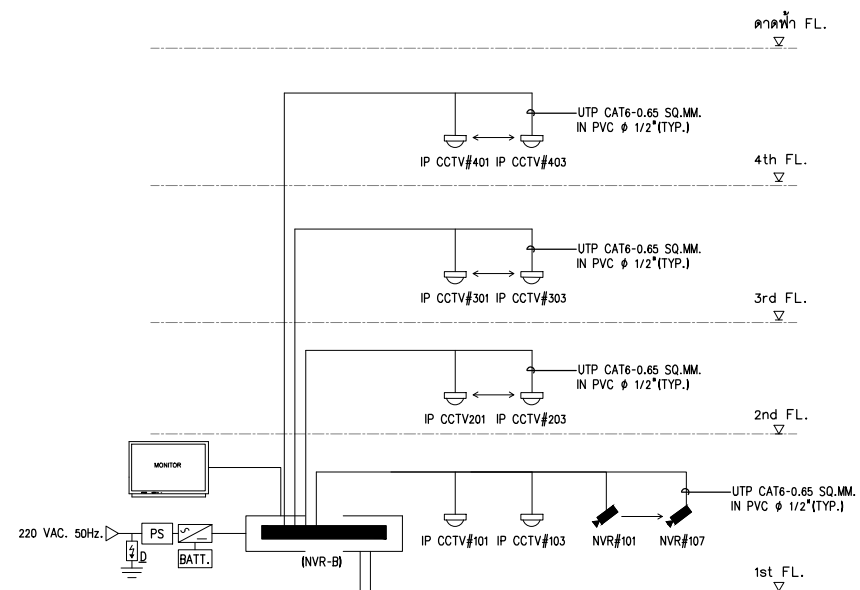 ดาดฟ้า FL.
UTP CAT6-0.65 SQ.MM.
IN PVC ϕ 1/2"(TYP.)
IP CCTV#401 IP CCTV#403
4th FL.
UTP CAT6-0.65 SQ.MM.
IN PVC ϕ 1/2"(TYP.)
IP CCTV#301 IP CCTV#303
3rd FL.
UTP CAT6-0.65 SQ.MM.
IN PVC ϕ 1/2"(TYP.)
IP CCTV201 IP CCTV#203
2nd FL.
MONITOR
UTP CAT6-0.65 SQ.MM.
IN PVC ϕ 1/2"(TYP.)
220 VAC. 50Hz.
PS
D
BATT.
(NVR-B)
IP CCTV#101 IP CCTV#103 NVR#101 NVR#107
1st FL.